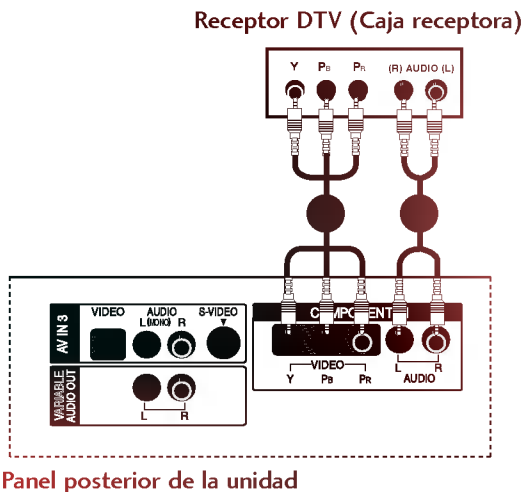 Receptor DTV (Caja receptora)
Y PB PR (R) AUDIO (L)
AV IN 3
VIDEO AUDIO S-VIDEO
L(MONO) R
VARIABLE AUDIO OUT
L R
COMPONENT
VIDEO
Y PB PR
L R
AUDIO
Panel posterior de la unidad